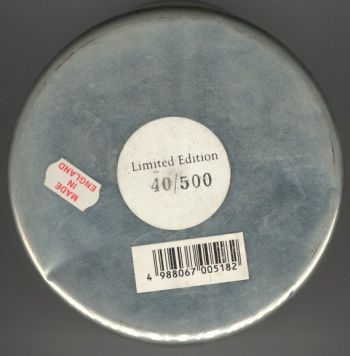 Limited Edition
40/500
MADE
IN
ENGLAND
4 988067 005182